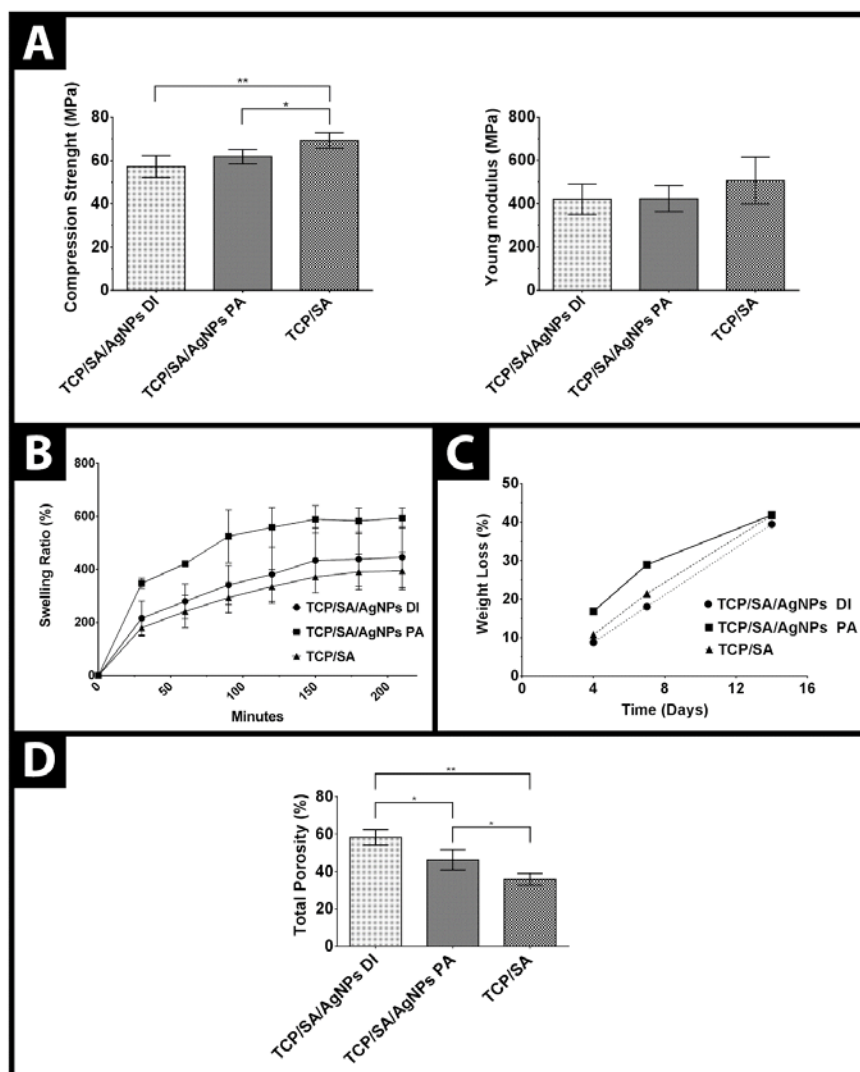 A
**
*
80
60
40
20
0
Compression Strenght (MPa)
TCP/SA/AgNPs DI
TCP/SA/AgNPs PA
TCP/SA
800
600
400
200
0
Young modulus (MPa)
TCP/SA/AgNPs DI
TCP/SA/AgNPs PA
TCP/SA
B
800
600
400
200
0
Swelling Ratio (%)
0
50
100
150
200
Minutes
TCP/SA/AgNPs DI
TCP/SA/AgNPs PA
TCP/SA
C
50
40
30
20
10
0
Weight Loss (%)
0 4 8 12 16
Time (Days)
TCP/SA/AgNPs DI
TCP/SA/AgNPs PA
TCP/SA
D
**
*
*
80
60
40
20
0
Total Porosity (%)
TCP/SA/AgNPs DI
TCP/SA/AgNPs PA
TCP/SA